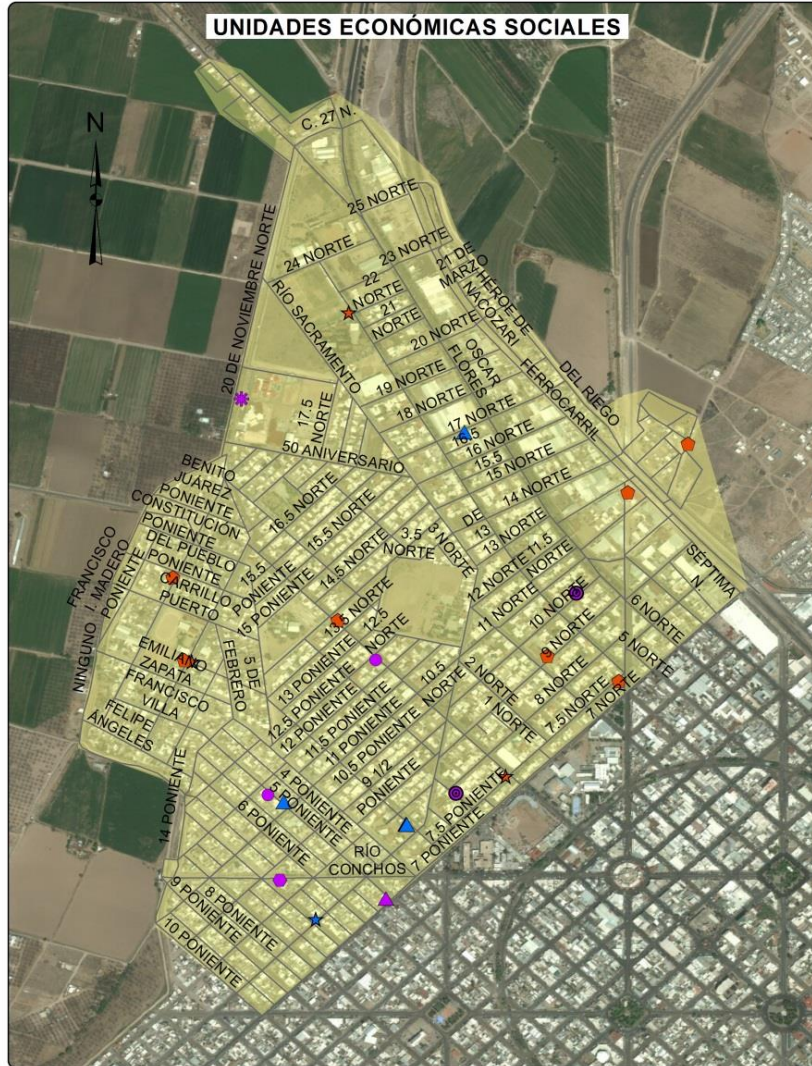 UNIDADES ECONÓMICAS SOCIALES
N
C. 27 N.
25 NORTE
23 NORTE
24 NORTE
22
NORTE
21
NORTE
21 DE
MARZO
HÉROE DE
NACOZARI
20 DE NOVIEMBRE NORTE
RÍO SACRAMENTO
20 NORTE
OSCAR
FLORES
DEL RIEGO
FERROCARRIL
19 NORTE
18 NORTE
17 NORTE
16.5
16 NORTE
15.5
15 NORTE
17.5
NORTE
50 ANIVERSARIO
14 NORTE
DE
13
13 NORTE
BENITO
JUÁREZ
PONIENTE
CONSTITUCIÓN
PONIENTE
DEL PUEBLO
PONIENTE
CARRILLO
PUERTO
16.5 NORTE
15.5 NORTE
14.5 NORTE
15.5
PONIENTE
15 PONIENTE
3.5
NORTE
3 NORTE
12 NORTE
11.5
NORTE
11 NORTE
10 NORTE
9 NORTE
8 NORTE
SÉPTIMA
N.
6 NORTE
5 NORTE
7.5 NORTE
7 NORTE
FRANCISCO
I. MADERO
PONIENTE
NINGUNO
EMILIANO
ZAPATA
FRANCISCO
VILLA
FELIPE
ÁNGELES
5 DE
FEBRERO
13.5 NORTE
12.5
NORTE
13 PONIENTE
12.5 PONIENTE
12 PONIENTE
11.5 PONIENTE
11 PONIENTE
10.5 PONIENTE
10.5
NORTE
9 1/2
PONIENTE
2 NORTE
1 NORTE
14 PONIENTE
4 PONIENTE
5 PONIENTE
6 PONIENTE
7.5 PONIENTE
7 PONIENTE
RÍO
CONCHOS
8 PONIENTE
9 PONIENTE
10 PONIENTE